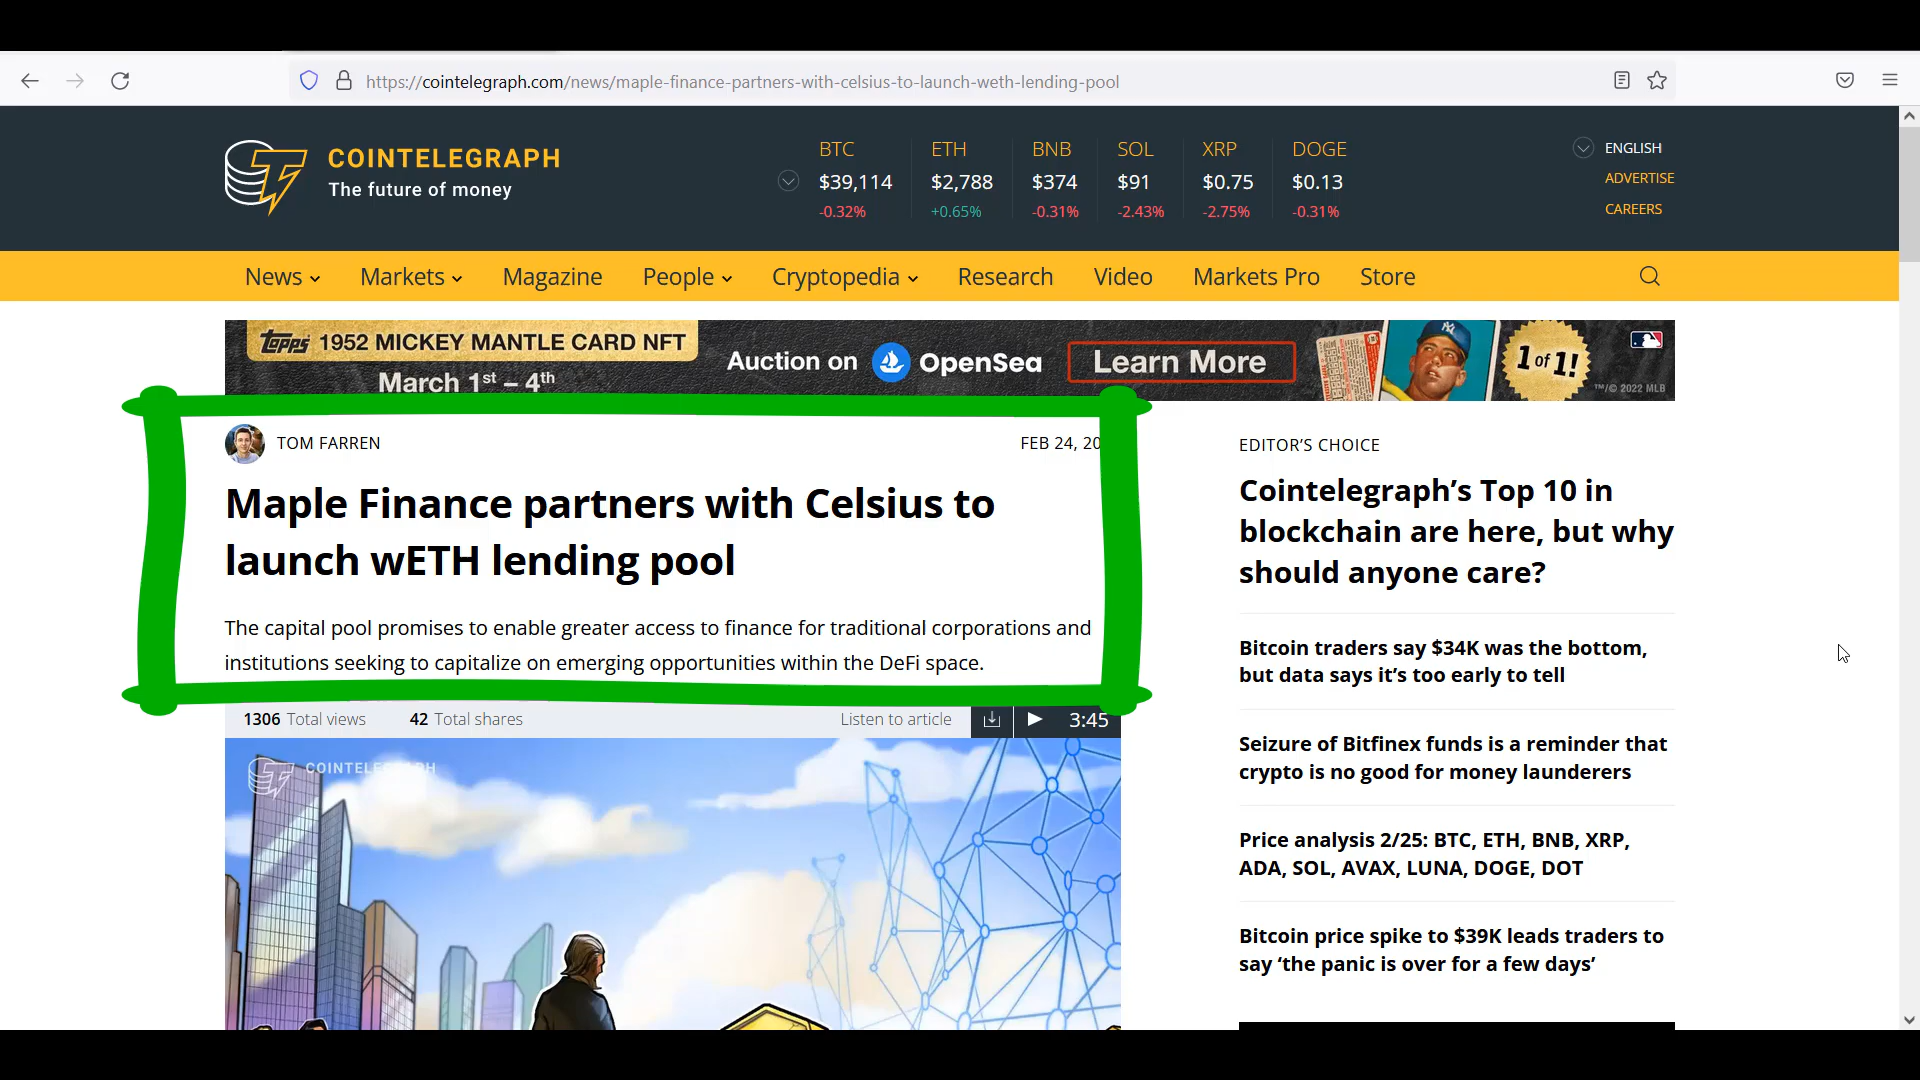 https://cointelegraph.com/news/maple-finance-partners-with-celsius-to-launch-weth-lending-pool
COINTELEGRAPH
The future of money
BTC ETH BNB SOL XRP DOGE
$39,114 $2,788 $374 $91 $0.75 $0.13
-0.32% +0.65% -0.31% -2.43% -2.75% -0.31%
ENGLISH
ADVERTISE
CAREERS
News Markets Magazine People Cryptopedia Research Video Markets Pro Store
Topps 1952 MICKEY MANTLE CARD NFT
March 1st – 4th
Auction on OpenSea
Learn More
1 of 1!
™/© 2022 MLB
TOM FARREN
FEB 24, 20
Maple Finance partners with Celsius to
launch wETH lending pool
The capital pool promises to enable greater access to finance for traditional corporations and
institutions seeking to capitalize on emerging opportunities within the DeFi space.
1306 Total views 42 Total shares Listen to article 3:45
COINTELEGRAPH
EDITOR’S CHOICE
Cointelegraph’s Top 10 in
blockchain are here, but why
should anyone care?
Bitcoin traders say $34K was the bottom,
but data says it’s too early to tell
Seizure of Bitfinex funds is a reminder that
crypto is no good for money launderers
Price analysis 2/25: BTC, ETH, BNB, XRP,
ADA, SOL, AVAX, LUNA, DOGE, DOT
Bitcoin price spike to $39K leads traders to
say ‘the panic is over for a few days’